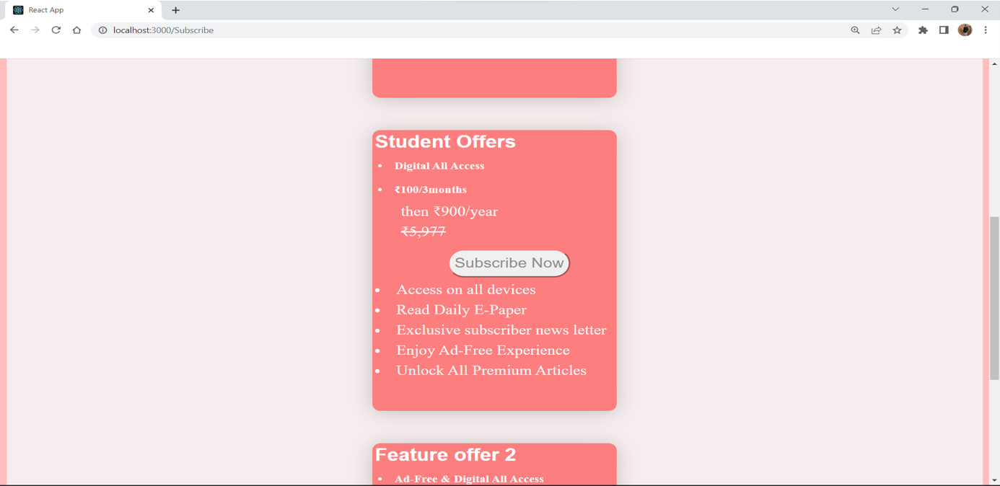 React App
localhost:3000/Subscribe
Student Offers
• Digital All Access
• ₹100/3months
then ₹900/year
₹5,977
Subscribe Now
• Access on all devices
• Read Daily E-Paper
• Exclusive subscriber news letter
• Enjoy Ad-Free Experience
• Unlock All Premium Articles
Feature offer 2
• Ad-Free & Digital All Access